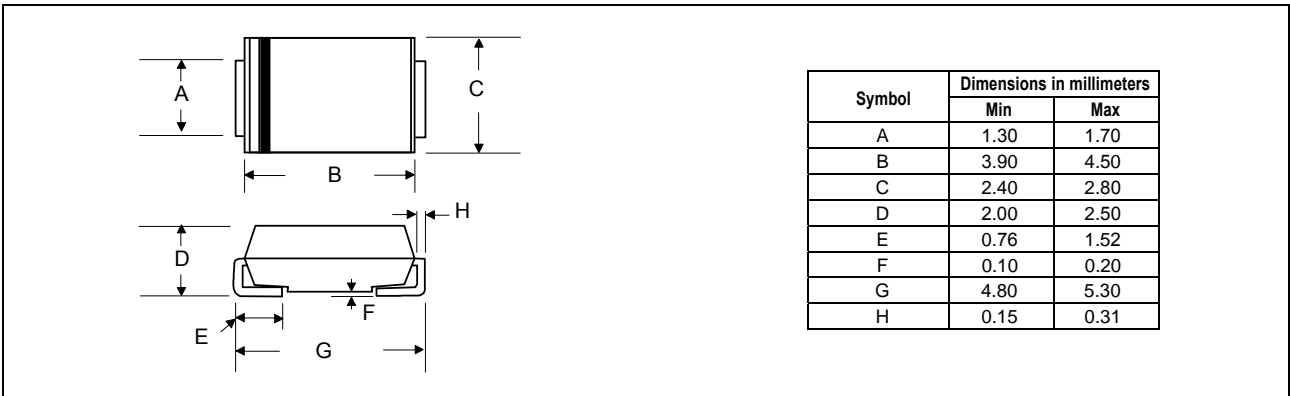 A
C
B
H
D
F
E
G
Symbol Dimensions in millimeters
Min Max
A 1.30 1.70
B 3.90 4.50
C 2.40 2.80
D 2.00 2.50
E 0.76 1.52
F 0.10 0.20
G 4.80 5.30
H 0.15 0.31